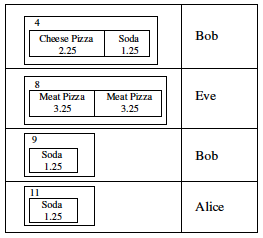 4
Cheese Pizza Soda
2.25 1.25
Bob
8
Meat Pizza Meat Pizza
3.25 3.25
Eve
9
Soda
1.25
Bob
11
Soda
1.25
Alice